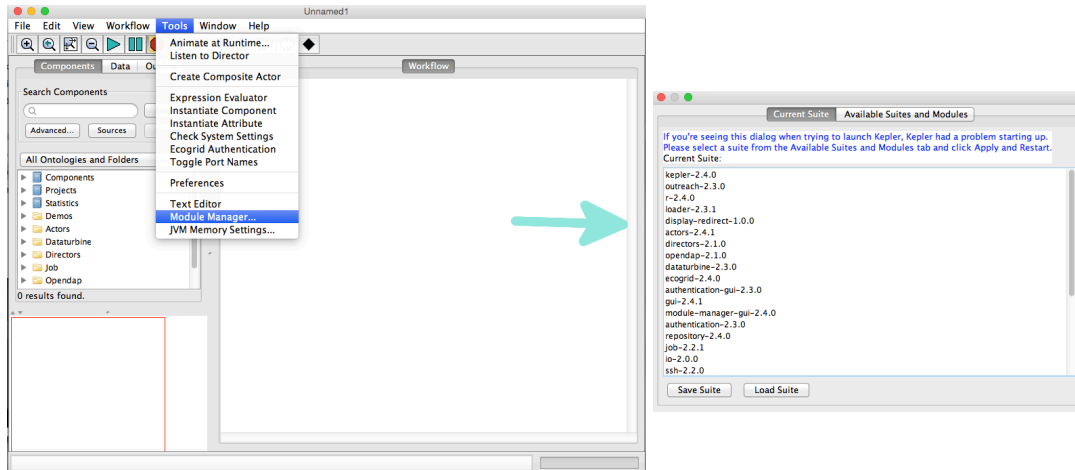 Unnamed1
File Edit View Workflow Tools Window Help
Animate at Runtime...
Listen to Director
Create Composite Actor
Expression Evaluator
Instantiate Component
Instantiate Attribute
Check System Settings
Ecogrid Authentication
Toggle Port Names
Preferences
Text Editor
Module Manager...
JVM Memory Settings...
Components Data
Workflow
Search Components
Advanced... Sources
All Ontologies and Folders
Components
Projects
Statistics
Demos
Actors
Dataturbine
Directors
Job
Opendap
0 results found.
Current Suite Available Suites and Modules
If you're seeing this dialog when trying to launch Kepler, Kepler had a problem starting up.
Please select a suite from the Available Suites and Modules tab and click Apply and Restart.
Current Suite:
kepler-2.4.0
outreach-2.3.0
r-2.4.0
loader-2.3.1
display-redirect-1.0.0
actors-2.4.1
directors-2.1.0
opendap-2.1.0
dataturbine-2.3.0
ecogrid-2.4.0
authentication-gui-2.3.0
gui-2.4.1
module-manager-gui-2.4.0
authentication-2.3.0
repository-2.4.0
job-2.2.1
io-2.0.0
ssh-2.2.0
Save Suite Load Suite